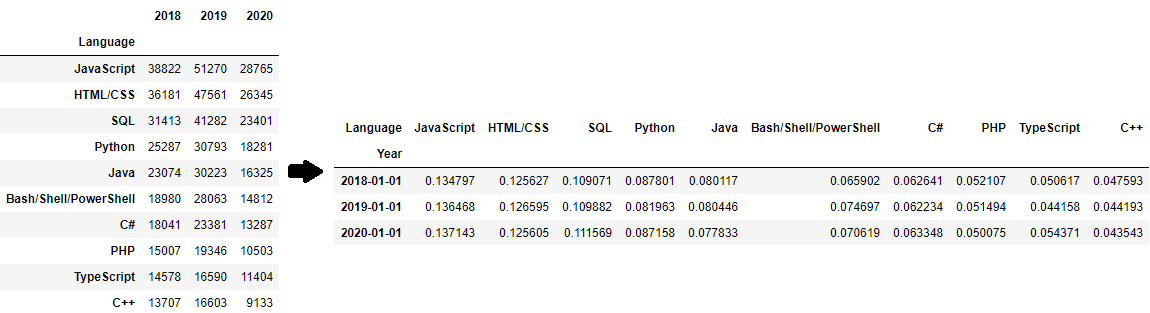 2018 2019 2020
Language
JavaScript 38822 51270 28765
HTML/CSS 36181 47561 26345
SQL 31413 41282 23401
Python 25287 30793 18281
Java 23074 30223 16325
Bash/Shell/PowerShell 18980 28063 14812
C# 18041 23381 13287
PHP 15007 19346 10503
TypeScript 14578 16590 11404
C++ 13707 16603 9133
Language JavaScript HTML/CSS SQL Python Java Bash/Shell/PowerShell C# PHP TypeScript C++
Year
2018-01-01 0.134797 0.125627 0.109071 0.087801 0.080117 0.065902 0.062641 0.052107 0.050617 0.047593
2019-01-01 0.136468 0.126595 0.109882 0.081963 0.080446 0.074697 0.062234 0.051494 0.044158 0.044193
2020-01-01 0.137143 0.125605 0.111569 0.087158 0.077833 0.070619 0.063348 0.050075 0.054371 0.043543